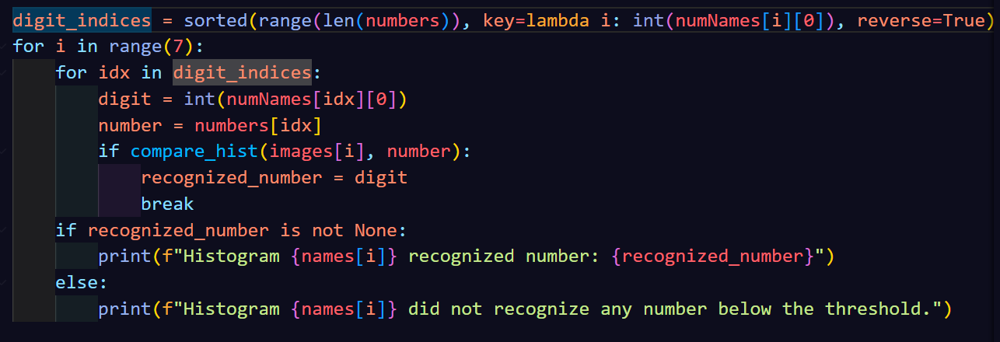 digit_indices = sorted(range(len(numbers)), key=lambda i: int(numNames[i][0]), reverse=True)
for i in range(7):
    for idx in digit_indices:
        digit = int(numNames[idx][0])
        number = numbers[idx]
        if compare_hist(images[i], number):
            recognized_number = digit
            break
    if recognized_number is not None:
        print(f"Histogram {names[i]} recognized number: {recognized_number}")
    else:
        print(f"Histogram {names[i]} did not recognize any number below the threshold.")